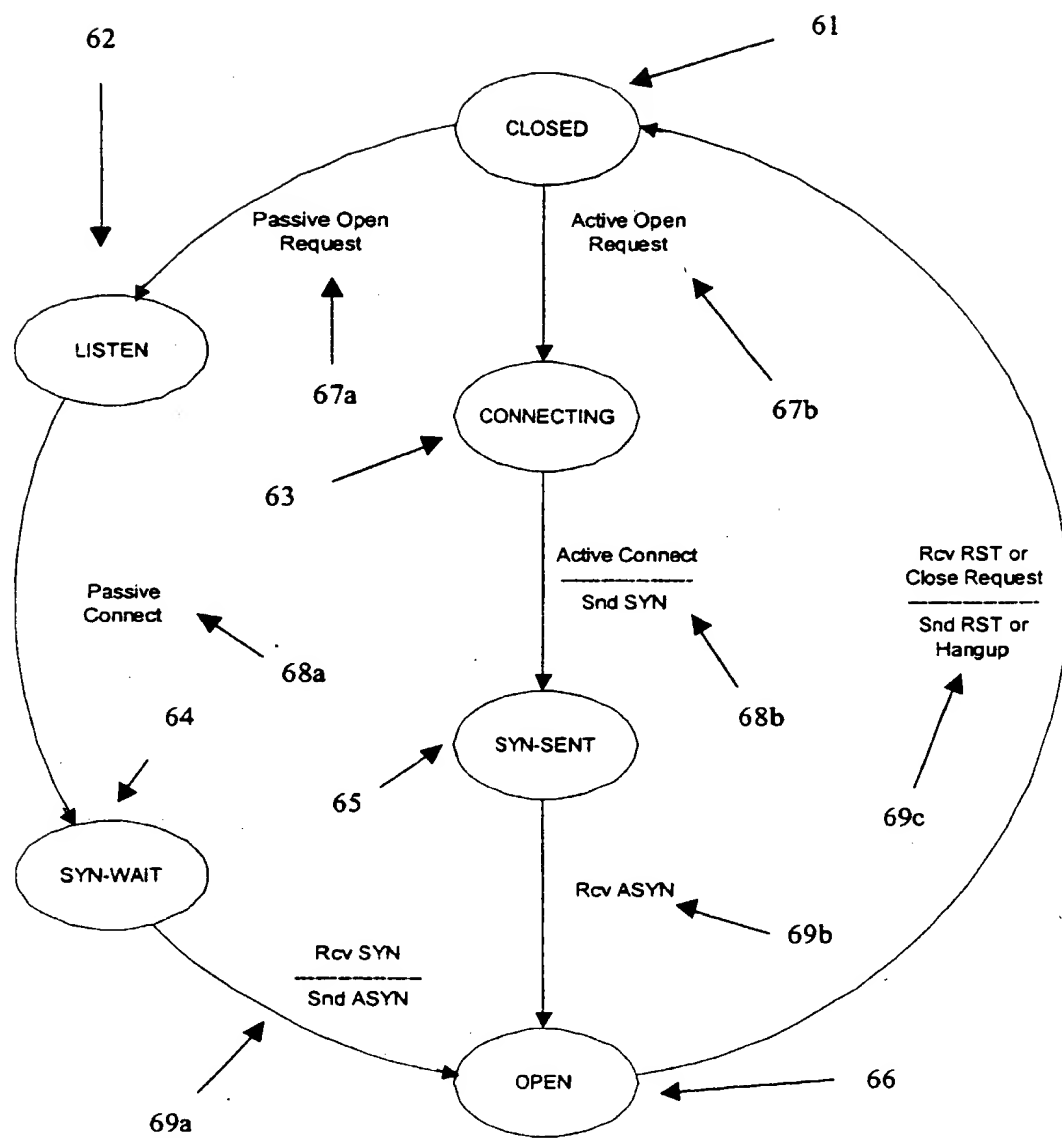 61
62
CLOSED
Passive Open
Request
Active Open
Request
LISTEN
67a
67b
CONNECTING
63
Active Connect
Snd SYN
Rcv RST or
Close Request
Snd RST or
Hangup
Passive
Connect
68a
68b
64
SYN-SENT
65
69c
SYN-WAIT
Rcv ASYN
69b
Rcv SYN
Snd ASYN
OPEN
66
69a